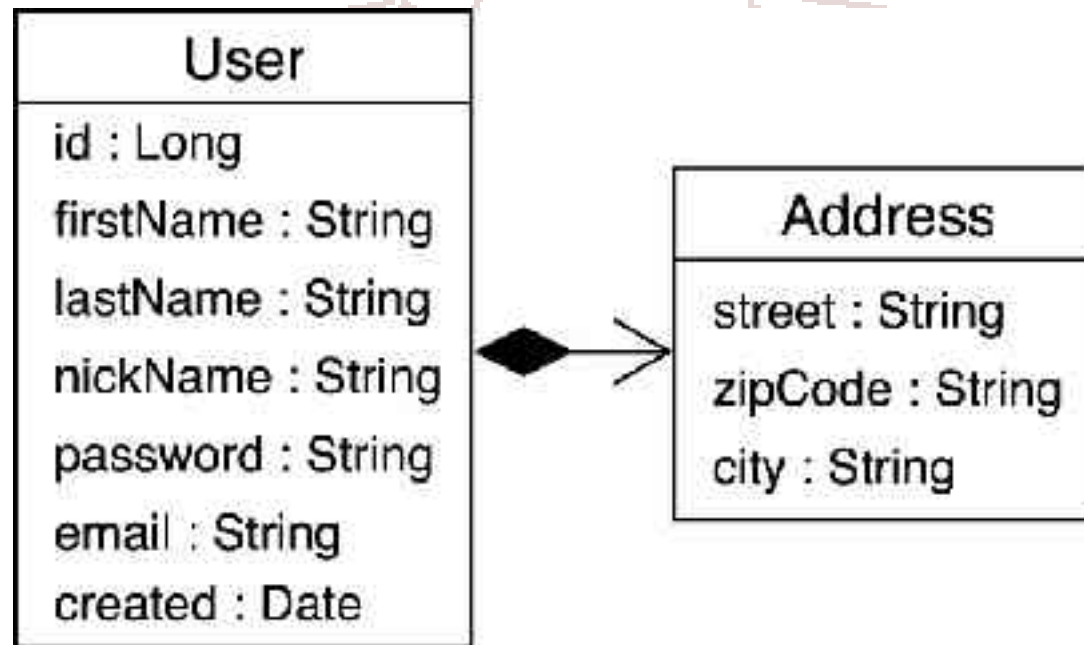 User
id : Long
firstName : String
lastName : String
nickName : String
password : String
email : String
created : Date
Address
street : String
zipCode : String
city : String